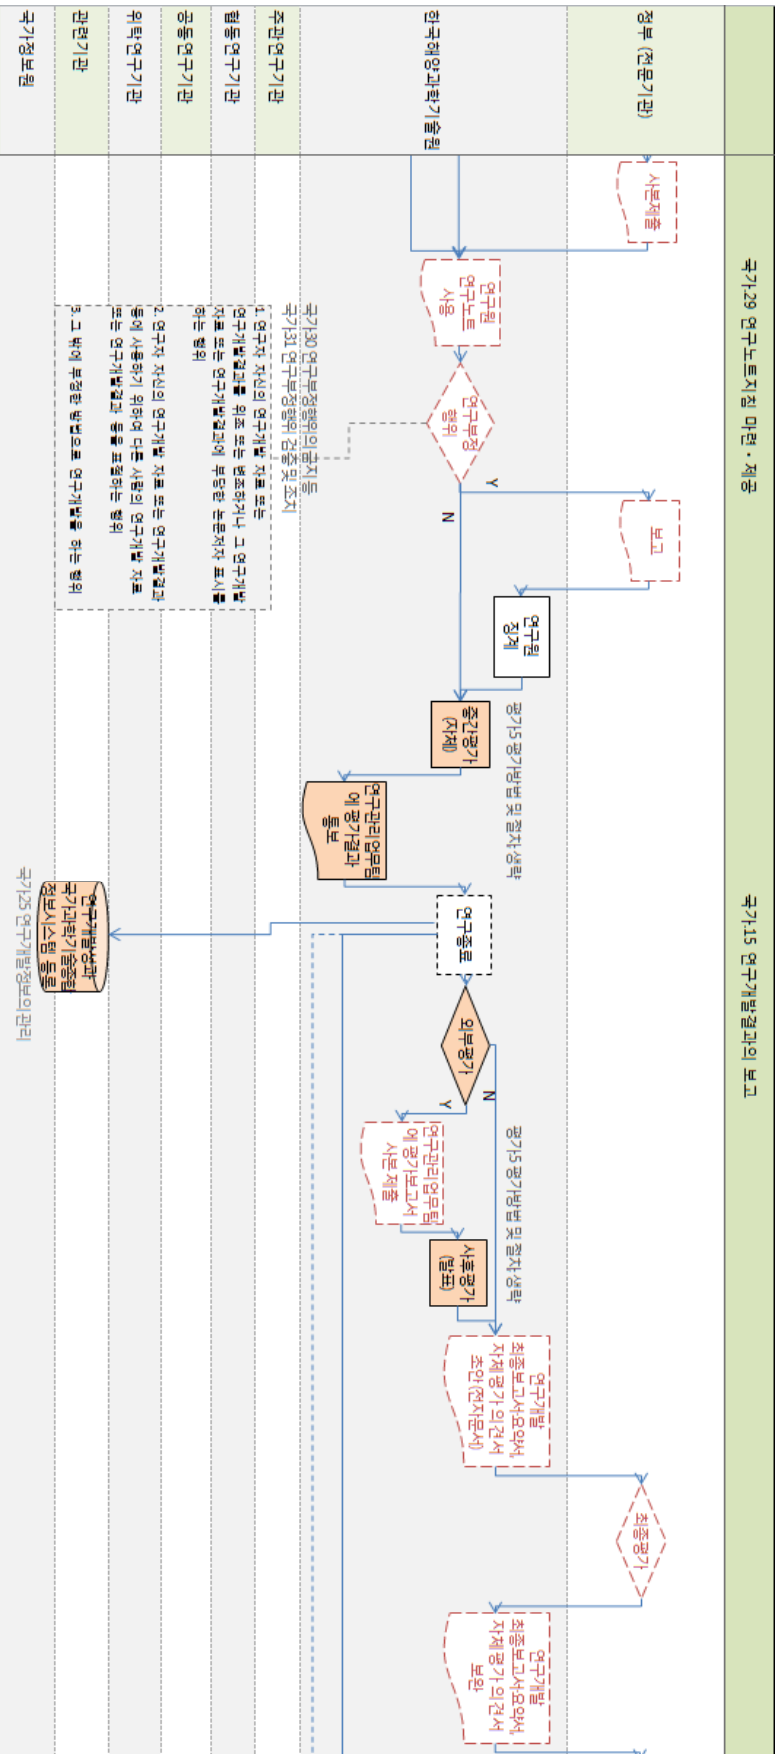 국가.29 연구노트지침 마련·제공
국가.15 연구개발결과의 보고
정부 (전문기관)
한국해양과학기술원
주관연구기관
협동연구기관
공동연구기관
위탁연구기관
관련기관
국가정보원
사본제출
연구원
연구노트
사용
연구부정
행위
Y
N
보고
연구원
징계
국가.30 연구부정행위의 금지 등
국가.31 연구부정행위 검증 및 조치
1. 연구자 자신의 연구개발 자료 또는
연구개발결과를 위조 또는 변조하거나 그 연구개발
자료 또는 연구개발결과에 부당한 논문저자 표시를
하는 행위
2. 연구자 자신의 연구개발 자료 또는 연구개발결과
등에 사용하기 위하여 다른 사람의 연구개발 자료
또는 연구개발결과 등을 표절하는 행위
3. 그 밖에 부정한 방법으로 연구개발을 하는 행위
평가.5 평가방법 및 절차 생략
중간평가
(자체)
연구관리업무팀
에 평가결과
통보
연구종료
연구개발성과
국가과학기술종합
정보시스템 등록
국가.25 연구개발정보의 관리
외부평가
N
Y
연구관리업무팀
에 평가보고서
사본 제출
평가.5 평가방법 및 절차 생략
사후평가
(발표)
연구개발
최종보고서·요약서,
자체평가의견서
초안(전자문서)
최종평가
연구개발
최종보고서·요약서,
자체평가의견서
보완